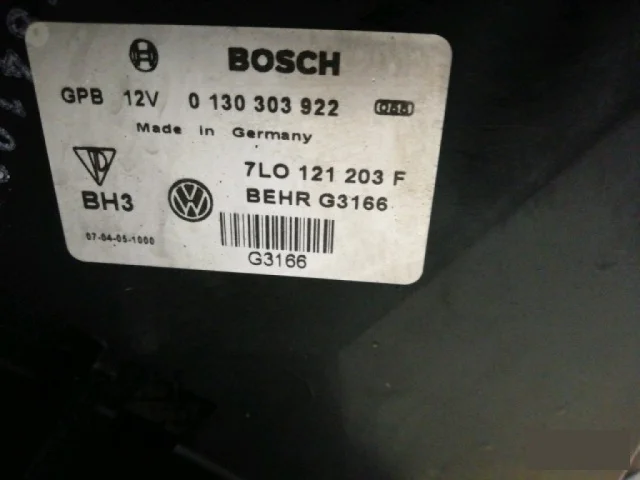 BOSCH
GPB 12V 0 130 303 922
Made in Germany
7LO 121 203 F
BH3
BEHR G3166
07-04-05-1000
G3166